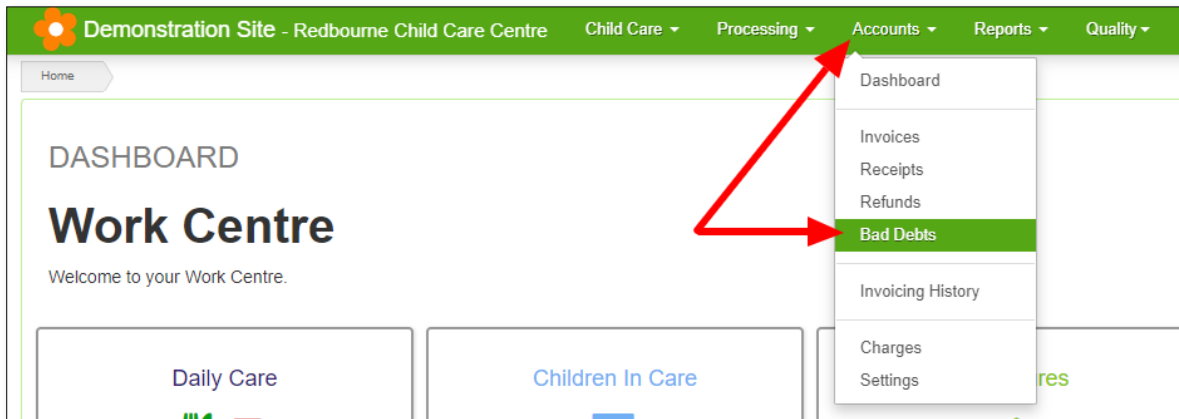 Demonstration Site - Redbourne Child Care Centre Child Care Processing Accounts Reports Quality
Home
Dashboard
DASHBOARD
Invoices
Receipts
Refunds
Work Centre
Bad Debts
Welcome to your Work Centre.
Invoicing History
Charges
Daily Care
Children In Care
Settings